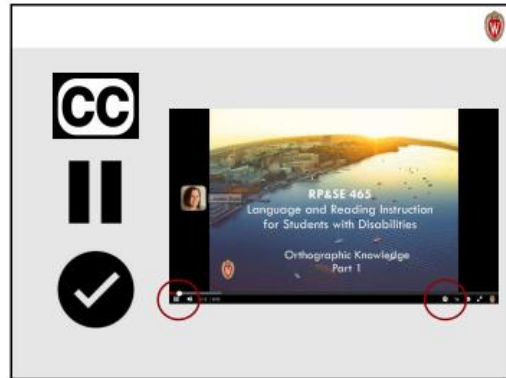 CC
W
RP&SE 465
Language and Reading Instruction
for Students with Disabilities
Orthographic Knowledge
Part 1